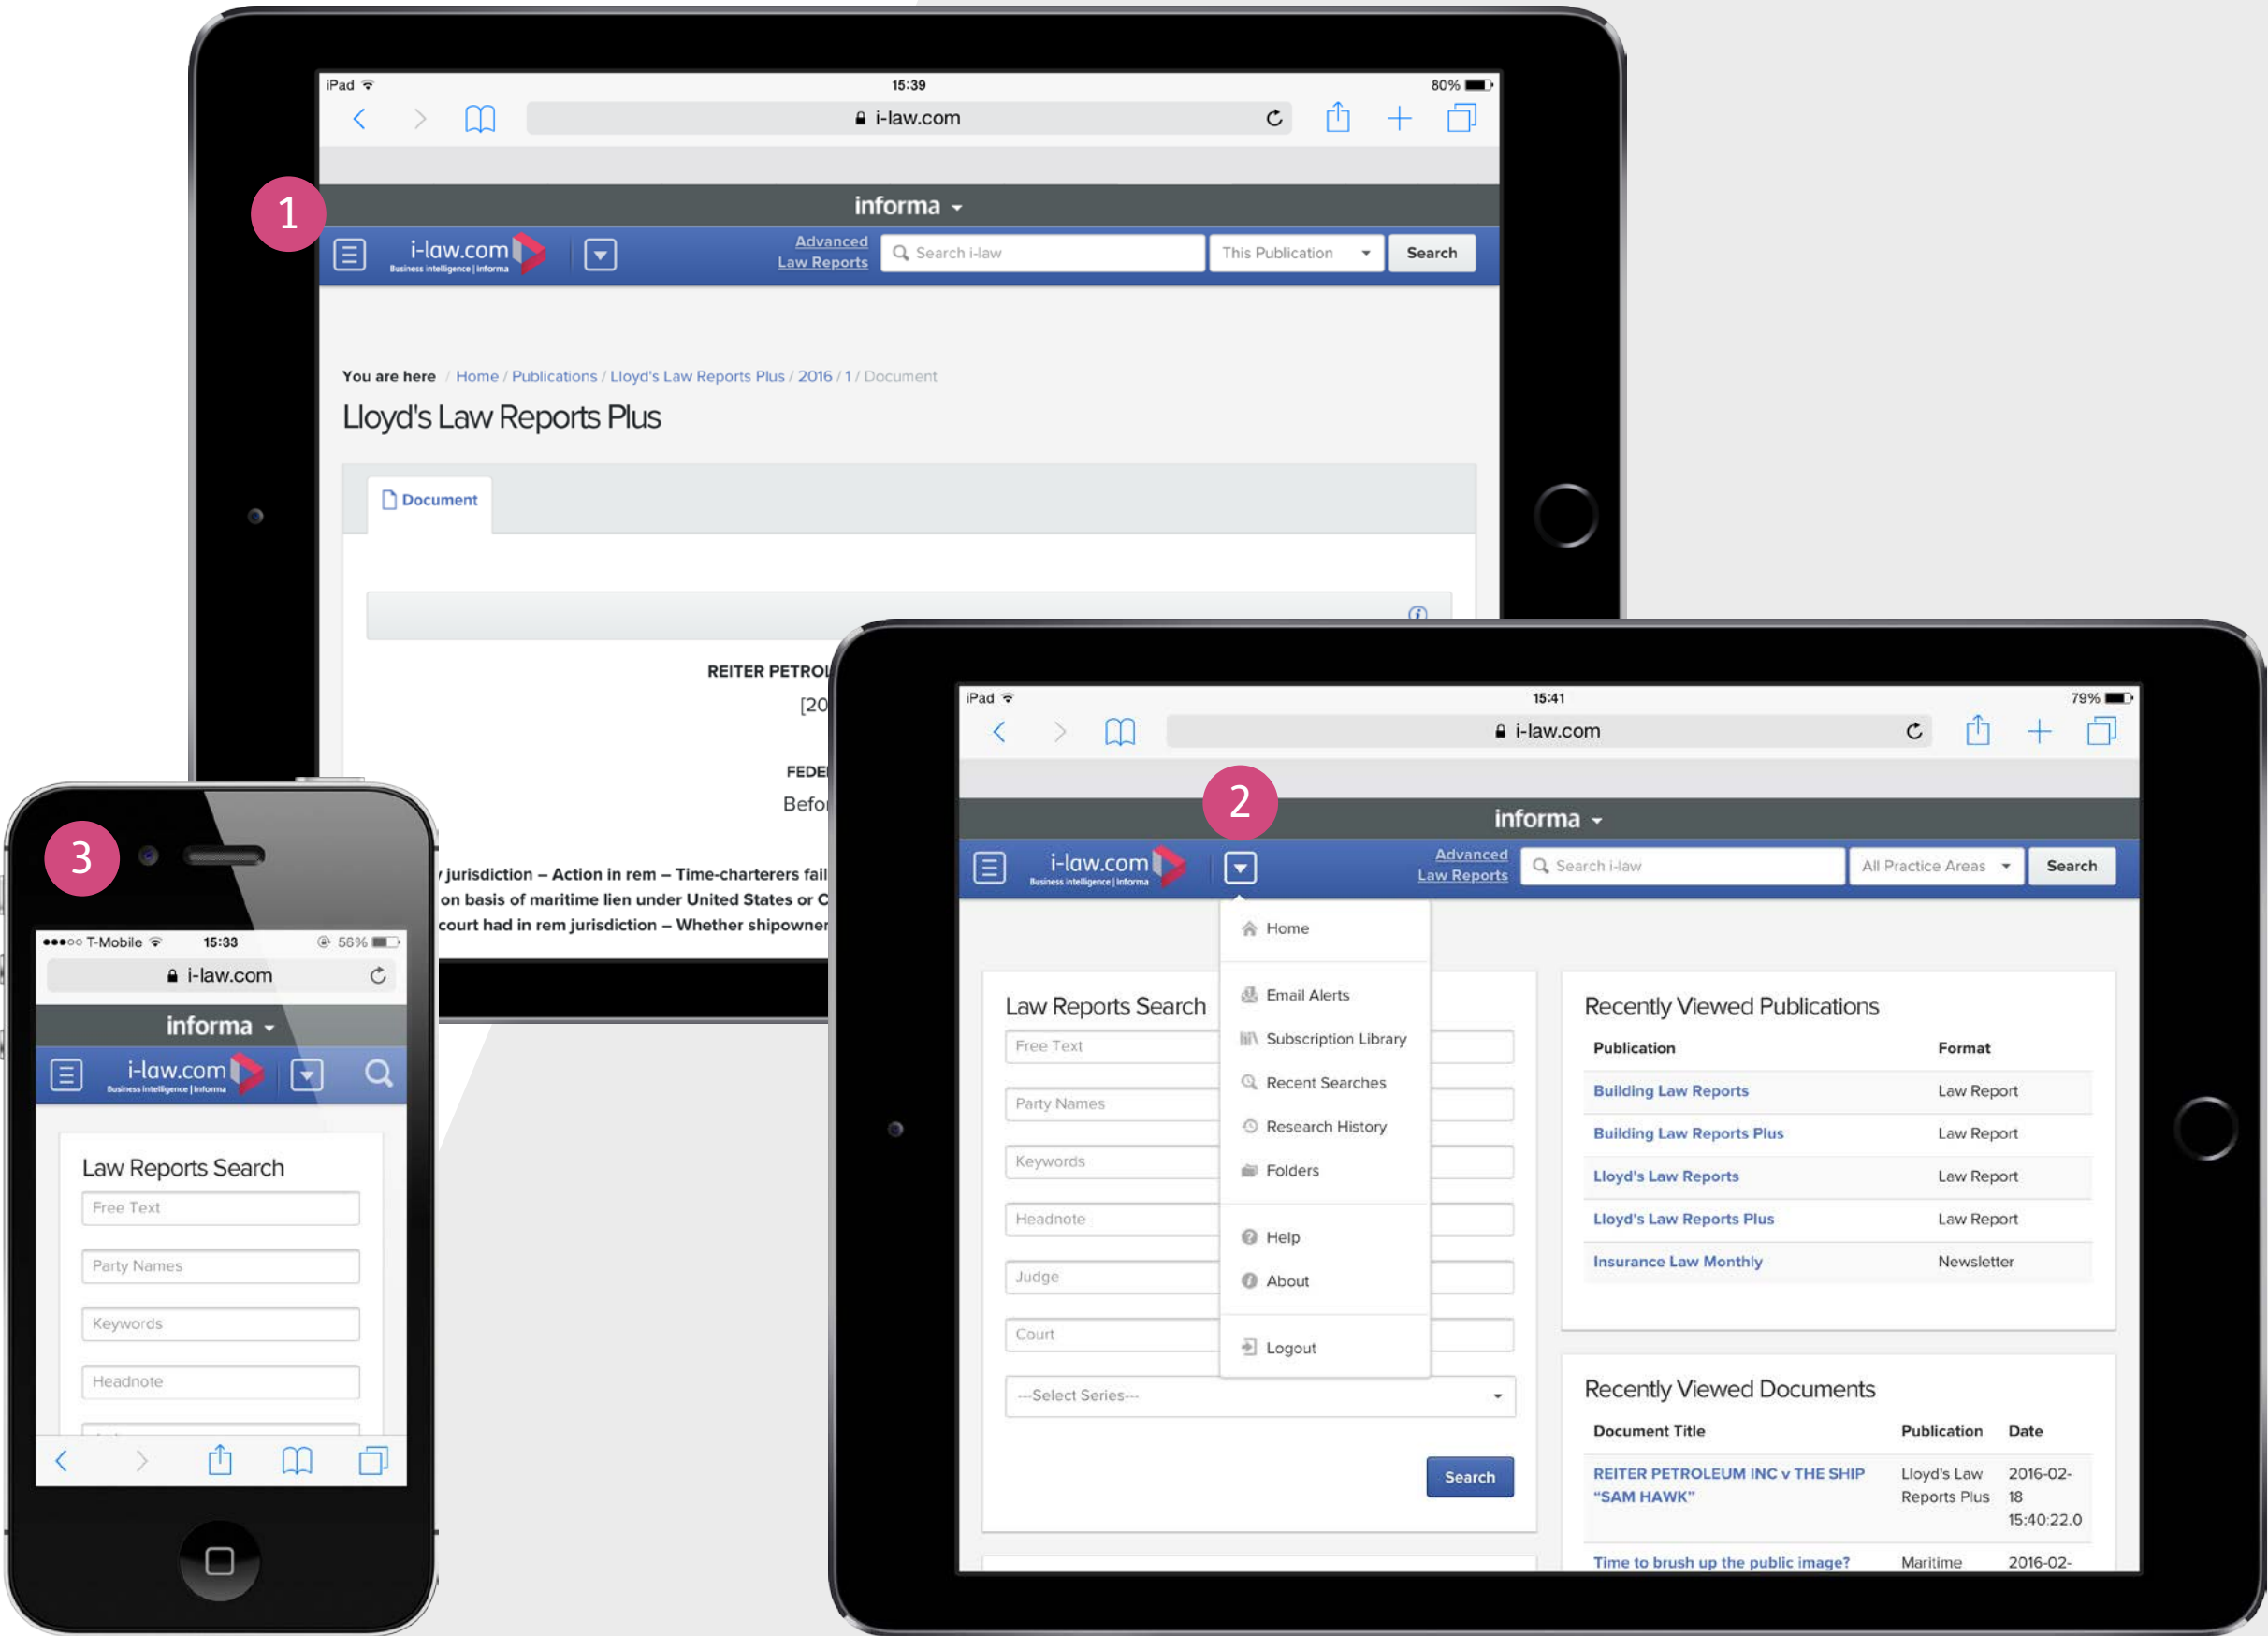 iPad
15:39
80%
i-law.com
1
informa
i-law.com
Business intelligence | Informa
Advanced
Law Reports
Search i-law
This Publication
Search
You are here / Home / Publications / Lloyd's Law Reports Plus / 2016 / 1 / Document
Lloyd's Law Reports Plus
Document
REITER PETROL
[20
FEDE
Befo
jurisdiction – Action in rem – Time-charterers fail
on basis of maritime lien under United States or C
court had in rem jurisdiction – Whether shipowner
iPad
15:41
79%
i-law.com
2
informa
i-law.com
Business intelligence | Informa
Advanced
Law Reports
Search i-law
All Practice Areas
Search
Home
Email Alerts
Subscription Library
Recent Searches
Research History
Folders
Help
About
Logout
Law Reports Search
Free Text
Party Names
Keywords
Headnote
Judge
Court
---Select Series---
Search
Recently Viewed Publications
Publication Format
Building Law Reports Law Report
Building Law Reports Plus Law Report
Lloyd's Law Reports Law Report
Lloyd's Law Reports Plus Law Report
Insurance Law Monthly Newsletter
Recently Viewed Documents
Document Title Publication Date
REITER PETROLEUM INC v THE SHIP Lloyd's Law 2016-02-
“SAM HAWK” Reports Plus 18
15:40:22.0
Time to brush up the public image? Maritime 2016-02-
3
T-Mobile 15:33 56%
i-law.com
informa
i-law.com
Business intelligence | Informa
Law Reports Search
Free Text
Party Names
Keywords
Headnote